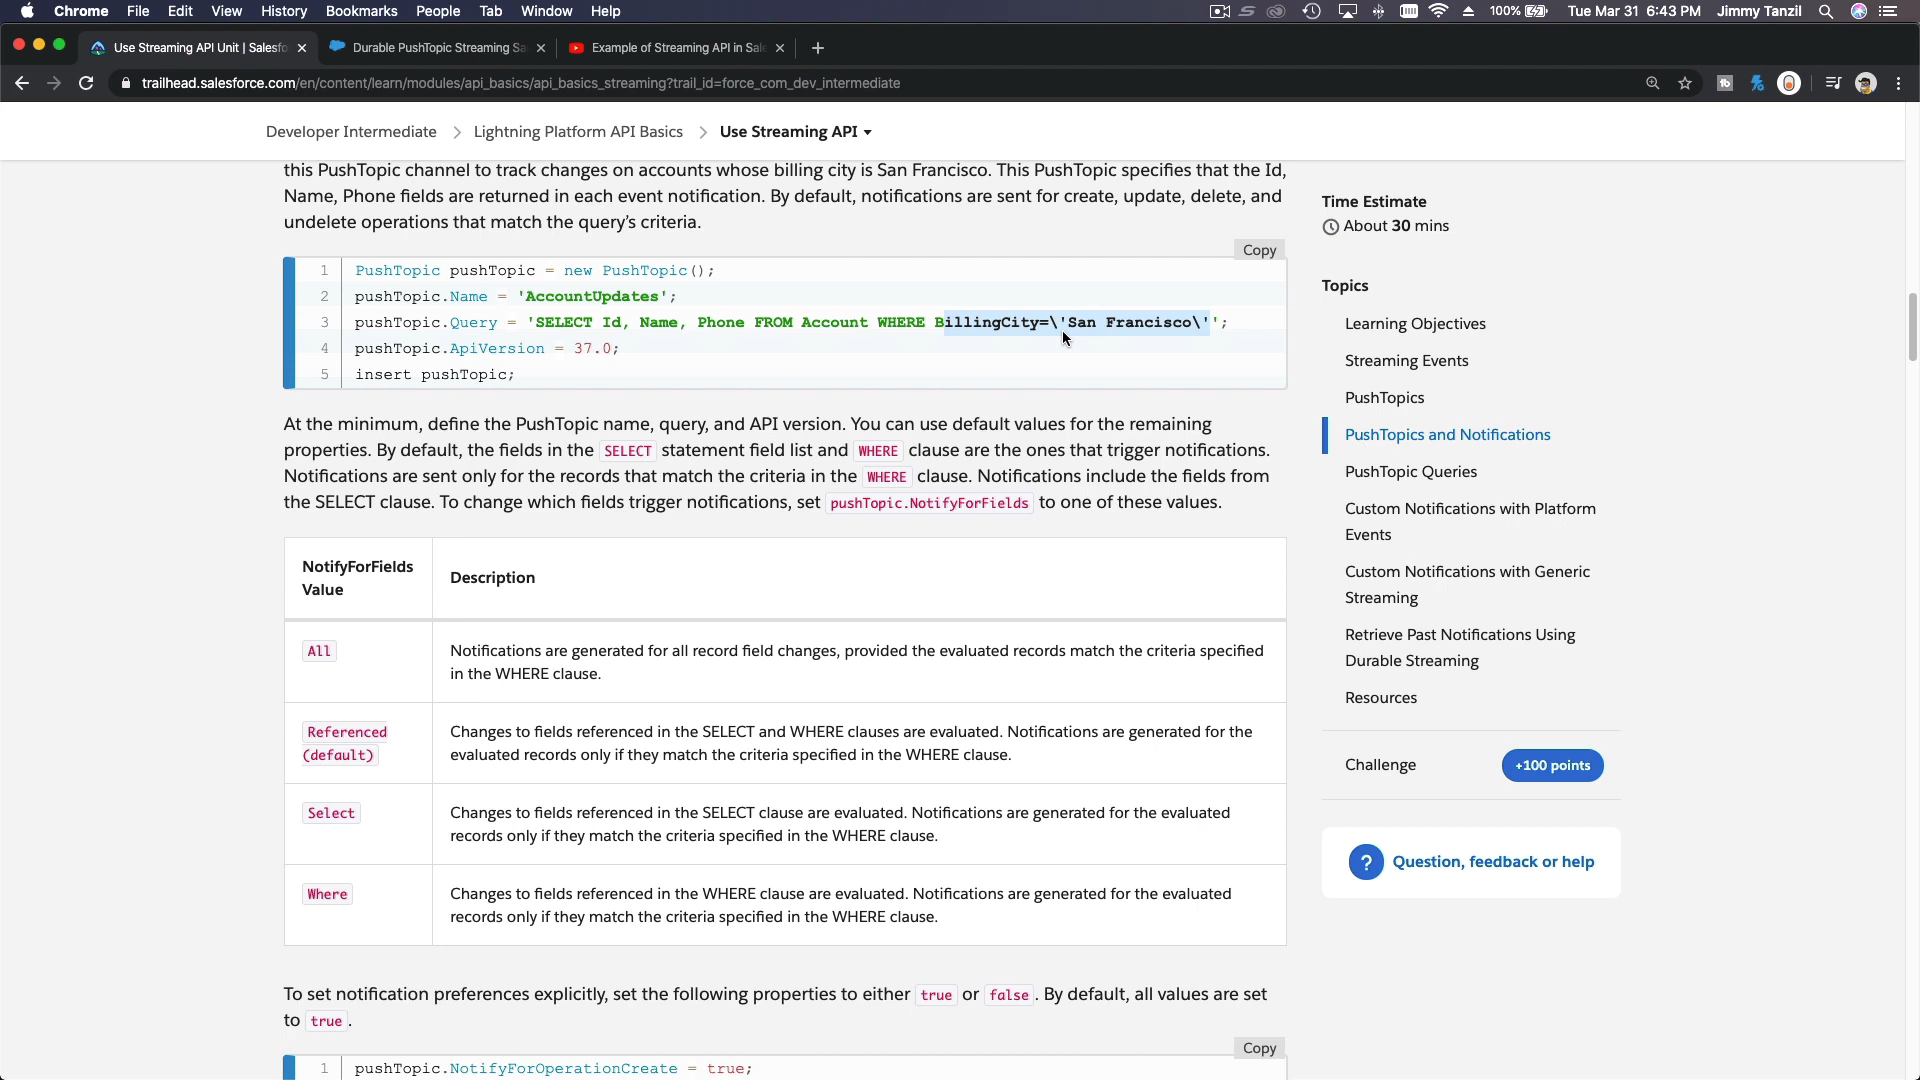 Chrome File Edit View History Bookmarks People Tab Window Help 100% Tue Mar 31 6:43 PM Jimmy Tanzil
Use Streaming API Unit | Salesfo Durable PushTopic Streaming Sa Example of Streaming API in Sale
trailhead.salesforce.com/en/content/learn/modules/api_basics/api_basics_streaming?trail_id=force_com_dev_intermediate
Developer Intermediate > Lightning Platform API Basics > Use Streaming API
this PushTopic channel to track changes on accounts whose billing city is San Francisco. This PushTopic specifies that the Id,
Name, Phone fields are returned in each event notification. By default, notifications are sent for create, update, delete, and
undelete operations that match the query’s criteria.
Copy
1 PushTopic pushTopic = new PushTopic();
2 pushTopic.Name = 'AccountUpdates';
3 pushTopic.Query = 'SELECT Id, Name, Phone FROM Account WHERE BillingCity=\'San Francisco\'';
4 pushTopic.ApiVersion = 37.0;
5 insert pushTopic;
At the minimum, define the PushTopic name, query, and API version. You can use default values for the remaining
properties. By default, the fields in the SELECT statement field list and WHERE clause are the ones that trigger notifications.
Notifications are sent only for the records that match the criteria in the WHERE clause. Notifications include the fields from
the SELECT clause. To change which fields trigger notifications, set pushTopic.NotifyForFields to one of these values.
NotifyForFields
Value
Description
All
Notifications are generated for all record field changes, provided the evaluated records match the criteria specified
in the WHERE clause.
Referenced
(default)
Changes to fields referenced in the SELECT and WHERE clauses are evaluated. Notifications are generated for the
evaluated records only if they match the criteria specified in the WHERE clause.
Select
Changes to fields referenced in the SELECT clause are evaluated. Notifications are generated for the evaluated
records only if they match the criteria specified in the WHERE clause.
Where
Changes to fields referenced in the WHERE clause are evaluated. Notifications are generated for the evaluated
records only if they match the criteria specified in the WHERE clause.
To set notification preferences explicitly, set the following properties to either true or false. By default, all values are set
to true.
Copy
1 pushTopic.NotifyForOperationCreate = true;
Time Estimate
About 30 mins
Topics
Learning Objectives
Streaming Events
PushTopics
PushTopics and Notifications
PushTopic Queries
Custom Notifications with Platform
Events
Custom Notifications with Generic
Streaming
Retrieve Past Notifications Using
Durable Streaming
Resources
Challenge
+100 points
? Question, feedback or help